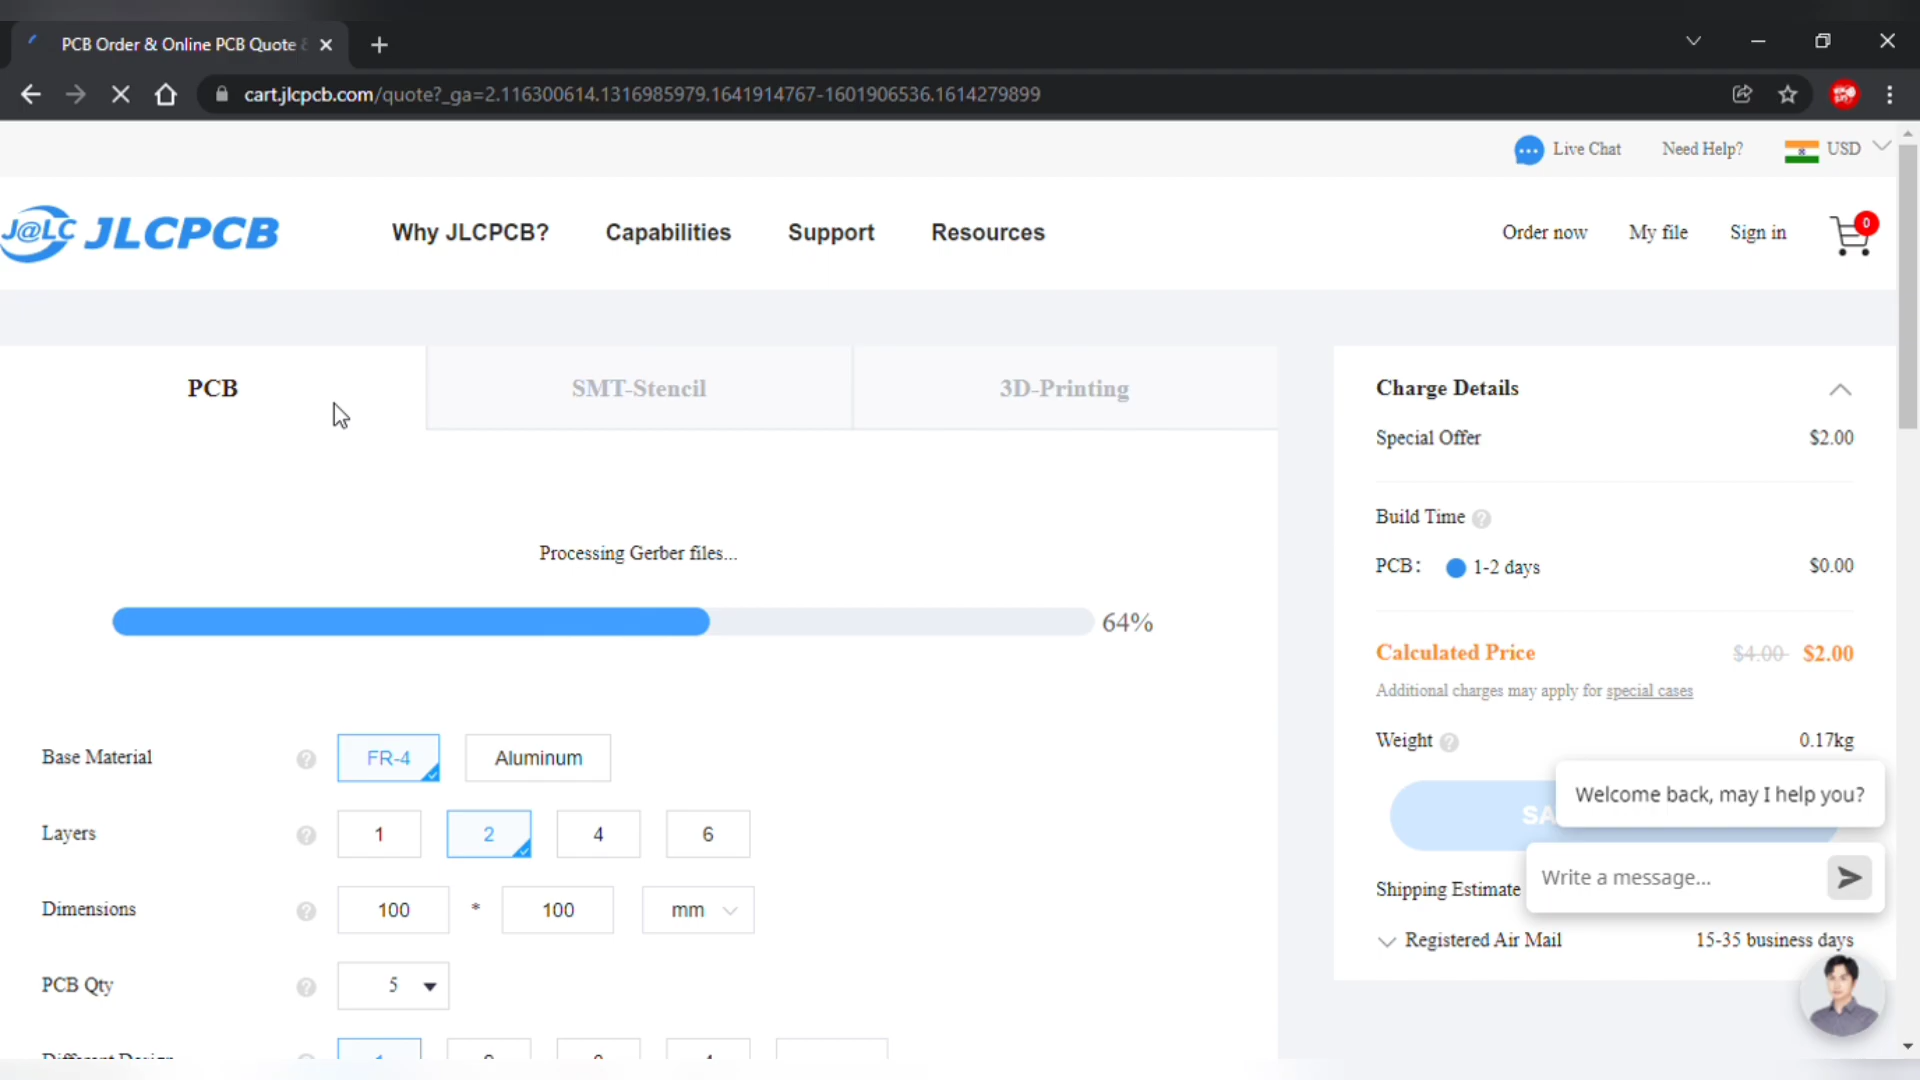 PCB Order & Online PCB Quote
cart.jlcpcb.com/quote?_ga=2.116300614.1316985979.1641914767-1601906536.1614279899
Live Chat
Need Help?
USD
J@LC JLCPCB
Why JLCPCB?
Capabilities
Support
Resources
Order now
My file
Sign in
0
PCB
SMT-Stencil
3D-Printing
Processing Gerber files...
64%
Base Material
?
FR-4
Aluminum
Layers
?
1
2
4
6
Dimensions
?
100
*
100
mm
PCB Qty
?
5
Different Design
Charge Details
Special Offer
$2.00
Build Time ?
PCB:
1-2 days
$0.00
Calculated Price
$4.00
$2.00
Additional charges may apply for special cases
Weight ?
0.17kg
Welcome back, may I help you?
SA
Write a message...
Shipping Estimate
Registered Air Mail
15-35 business days